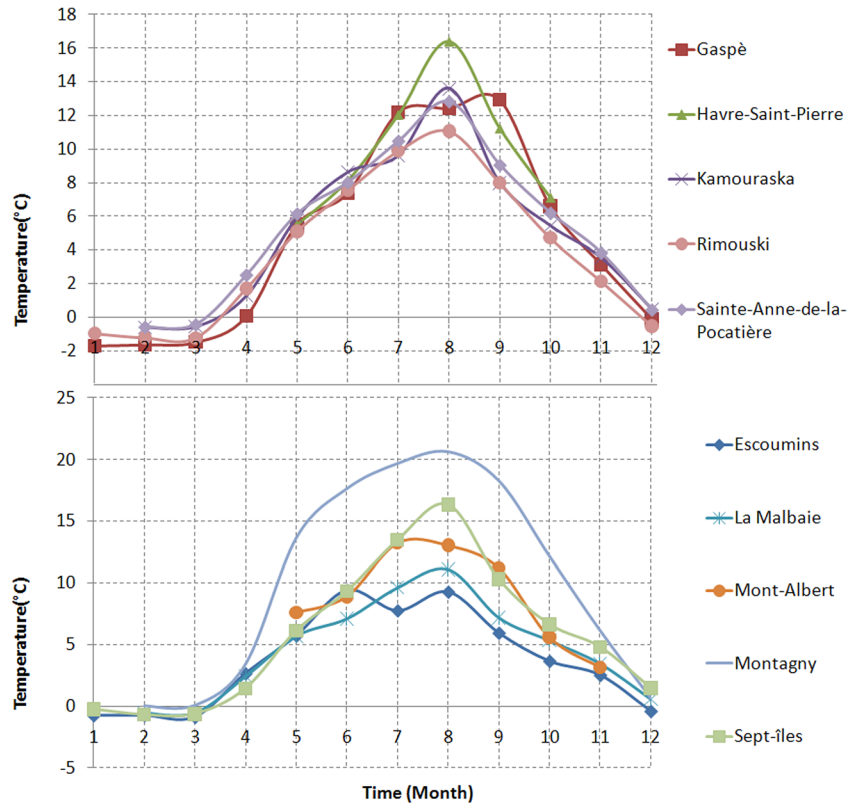 18
16
14
12
10
8
6
4
2
0
-2
Temperature(°C)
1 2 3 4 5 6 7 8 9 10 11 12
Gaspè
Havre-Saint-Pierre
Kamouraska
Rimouski
Sainte-Anne-de-la-
Pocatière
25
20
15
10
5
0
-5
Temperature(°C)
1 2 3 4 5 6 7 8 9 10 11 12
Time (Month)
Escoumins
La Malbaie
Mont-Albert
Montagny
Sept-îles